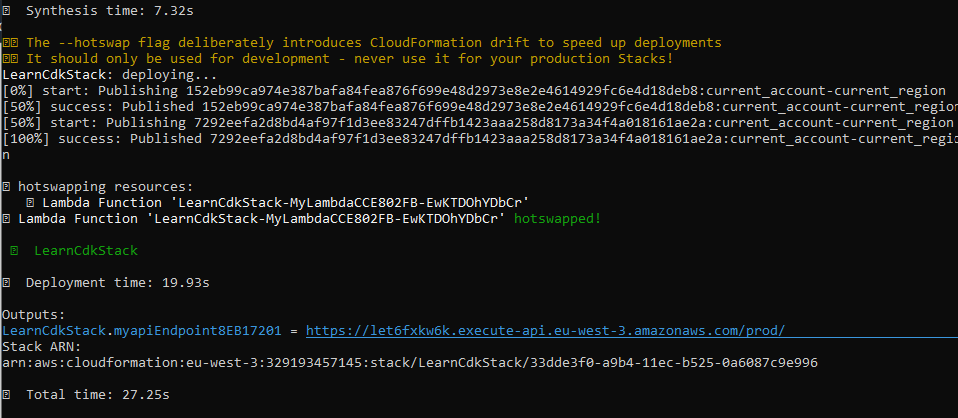 Synthesis time: 7.32s
The --hotswap flag deliberately introduces CloudFormation drift to speed up deployments
It should only be used for development - never use it for your production Stacks!
LearnCdkStack: deploying...
[0%] start: Publishing 152eb99ca974e387bafa84fea876f699e48d2973e8e2e4614929fc6e4d18deb8:current_account-current_region
[50%] success: Published 152eb99ca974e387bafa84fea876f699e48d2973e8e2e4614929fc6e4d18deb8:current_account-current_region
[50%] start: Publishing 7292eefa2d8bd4af97f1d3ee83247dffb1423aaa258d8173a34f4a018161ae2a:current_account-current_region
[100%] success: Published 7292eefa2d8bd4af97f1d3ee83247dffb1423aaa258d8173a34f4a018161ae2a:current_account-current_regio
n
hotswapping resources:
Lambda Function 'LearnCdkStack-MyLambdaCCE802FB-EwKTDOhYDbCr'
Lambda Function 'LearnCdkStack-MyLambdaCCE802FB-EwKTDOhYDbCr' hotswapped!
LearnCdkStack
Deployment time: 19.93s
Outputs:
LearnCdkStack.myapiEndpoint8EB17201 = https://let6fxkw6k.execute-api.eu-west-3.amazonaws.com/prod/
Stack ARN:
arn:aws:cloudformation:eu-west-3:329193457145:stack/LearnCdkStack/33dde3f0-a9b4-11ec-b525-0a6087c9e996
Total time: 27.25s